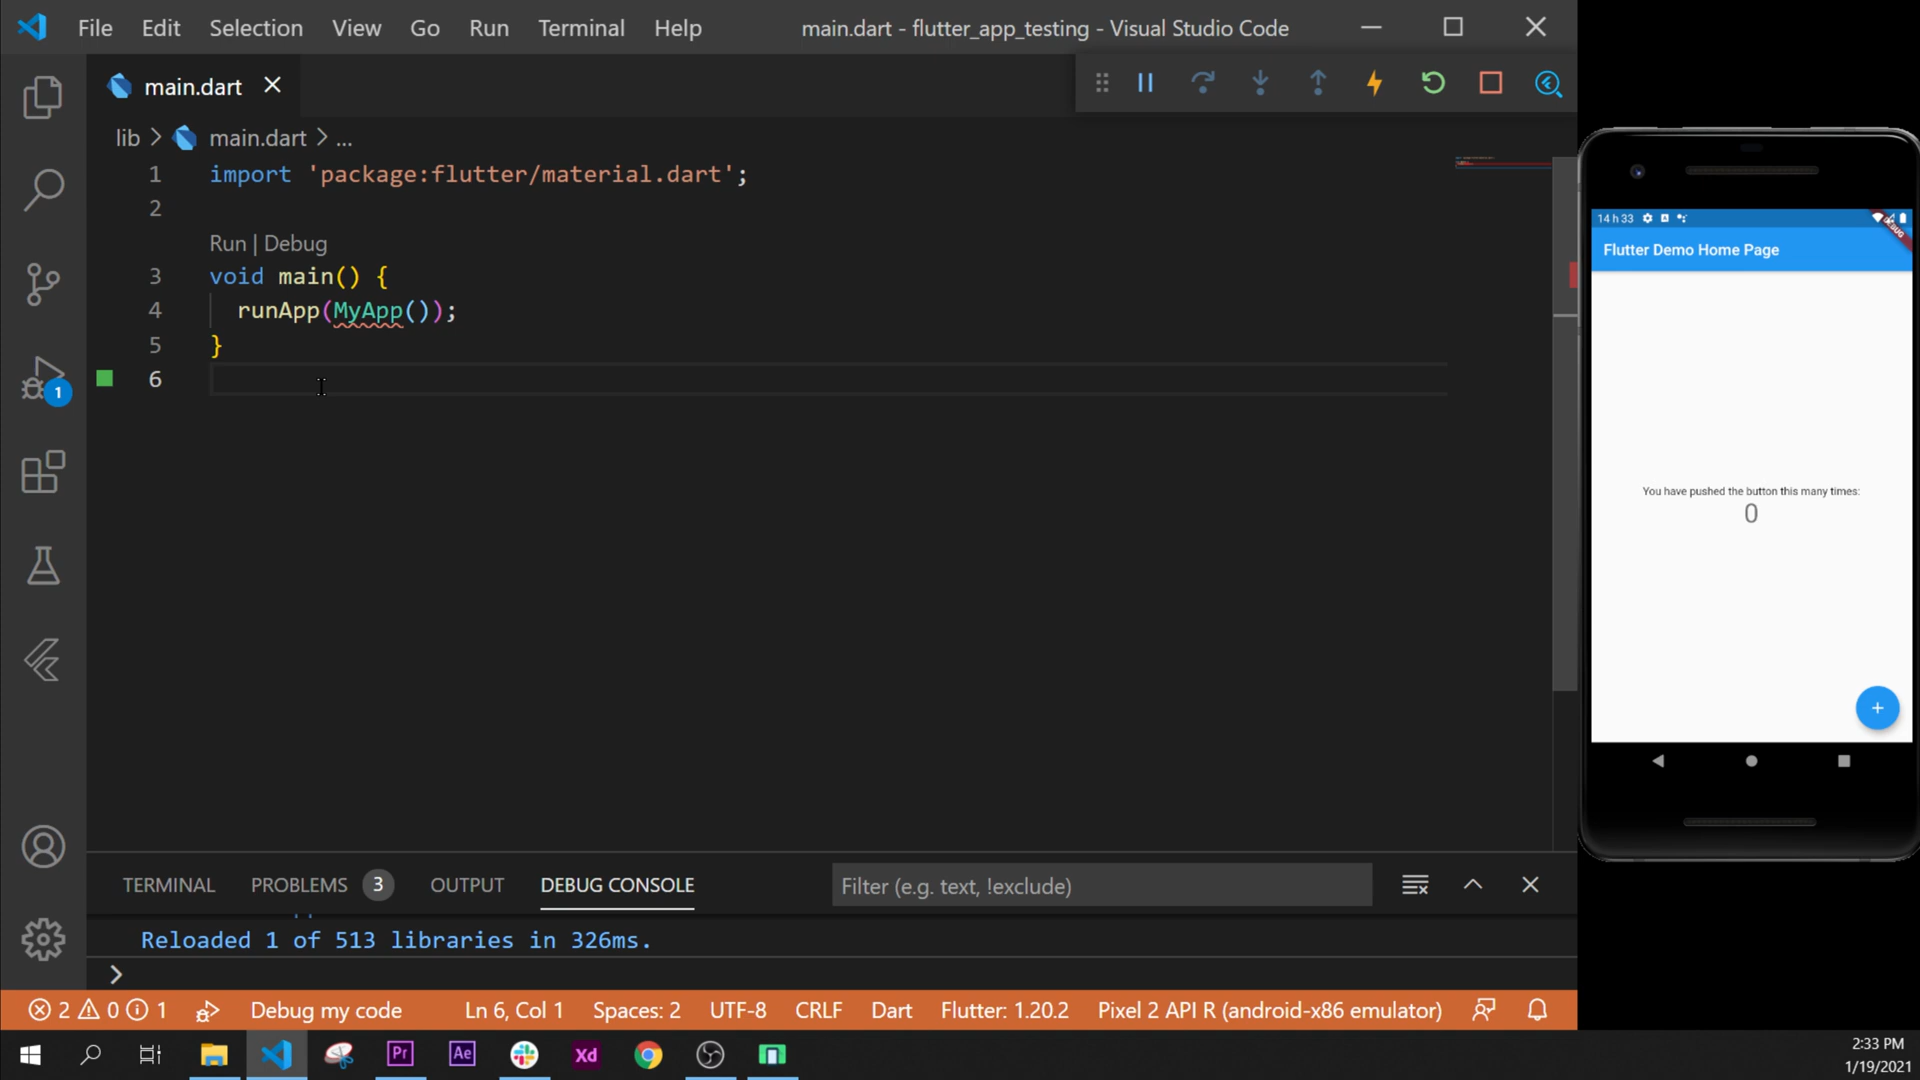 File Edit Selection View Go Run Terminal Help main.dart - flutter_app_testing - Visual Studio Code
main.dart
lib > main.dart > ...
1 import 'package:flutter/material.dart';
2
Run | Debug
3 void main() {
4 runApp(MyApp());
5 }
6
1
14 h 33
DEBUG
Flutter Demo Home Page
You have pushed the button this many times:
0
+
TERMINAL PROBLEMS 3 OUTPUT DEBUG CONSOLE Filter (e.g. text, !exclude)
Reloaded 1 of 513 libraries in 326ms.
>
2 0 1 Debug my code Ln 6, Col 1 Spaces: 2 UTF-8 CRLF Dart Flutter: 1.20.2 Pixel 2 API R (android-x86 emulator)
Pr Ae Xd
2:33 PM
1/19/2021